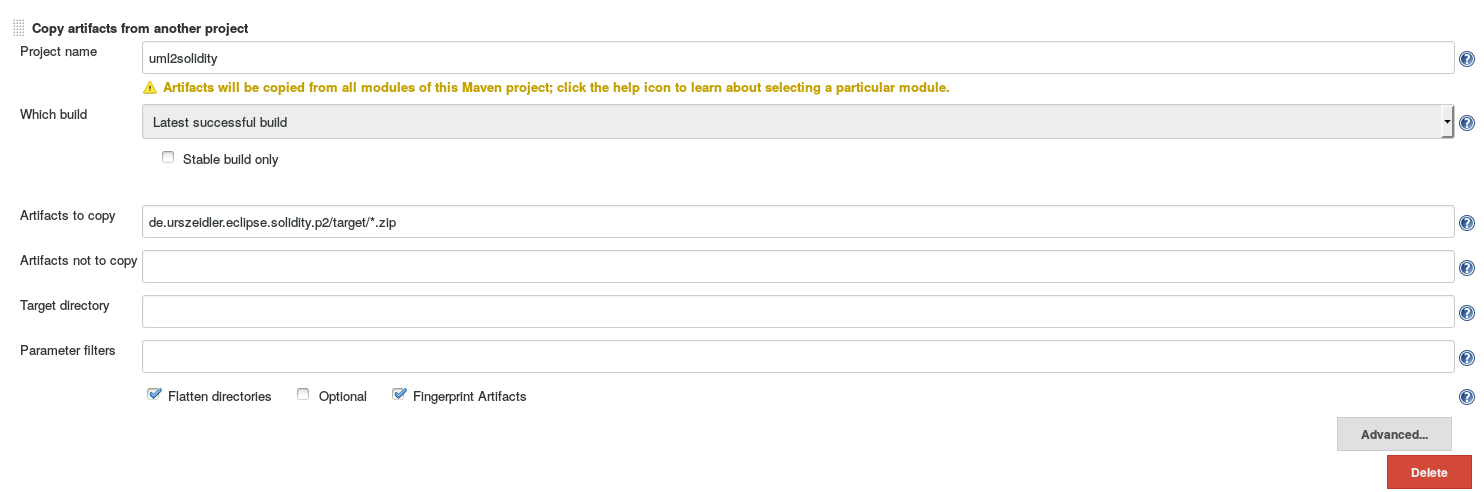 Copy artifacts from another project
Project name
uml2solidity
Artifacts will be copied from all modules of this Maven project; click the help icon to learn about selecting a particular module.
Which build
Latest successful build
Stable build only
Artifacts to copy
de.urszeidler.eclipse.solidity.p2/target/*.zip
Artifacts not to copy
Target directory
Parameter filters
Flatten directories Optional Fingerprint Artifacts
Advanced...
Delete